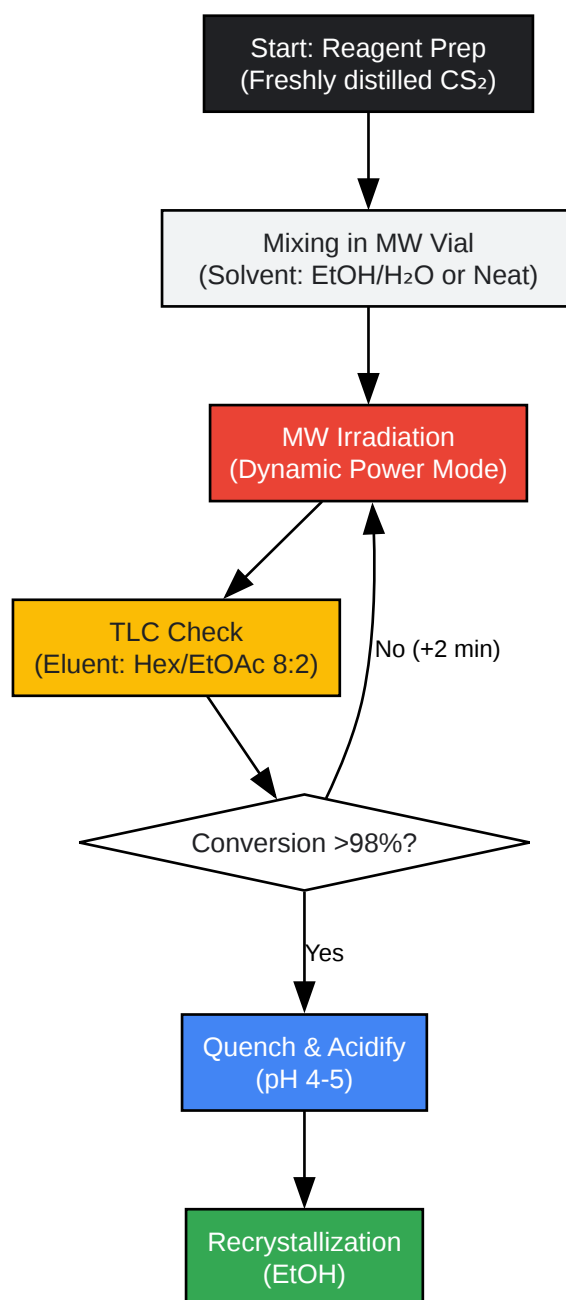 Start: Reagent Prep
(Freshly distilled CS₂)
Mixing in MW Vial
(Solvent: EtOH/H₂O or Neat)
MW Irradiation
(Dynamic Power Mode)
TLC Check
(Eluent: Hex/EtOAc 8:2)
No (+2 min)
Conversion >98%?
Yes
Quench & Acidify
(pH 4-5)
Recrystallization
(EtOH)